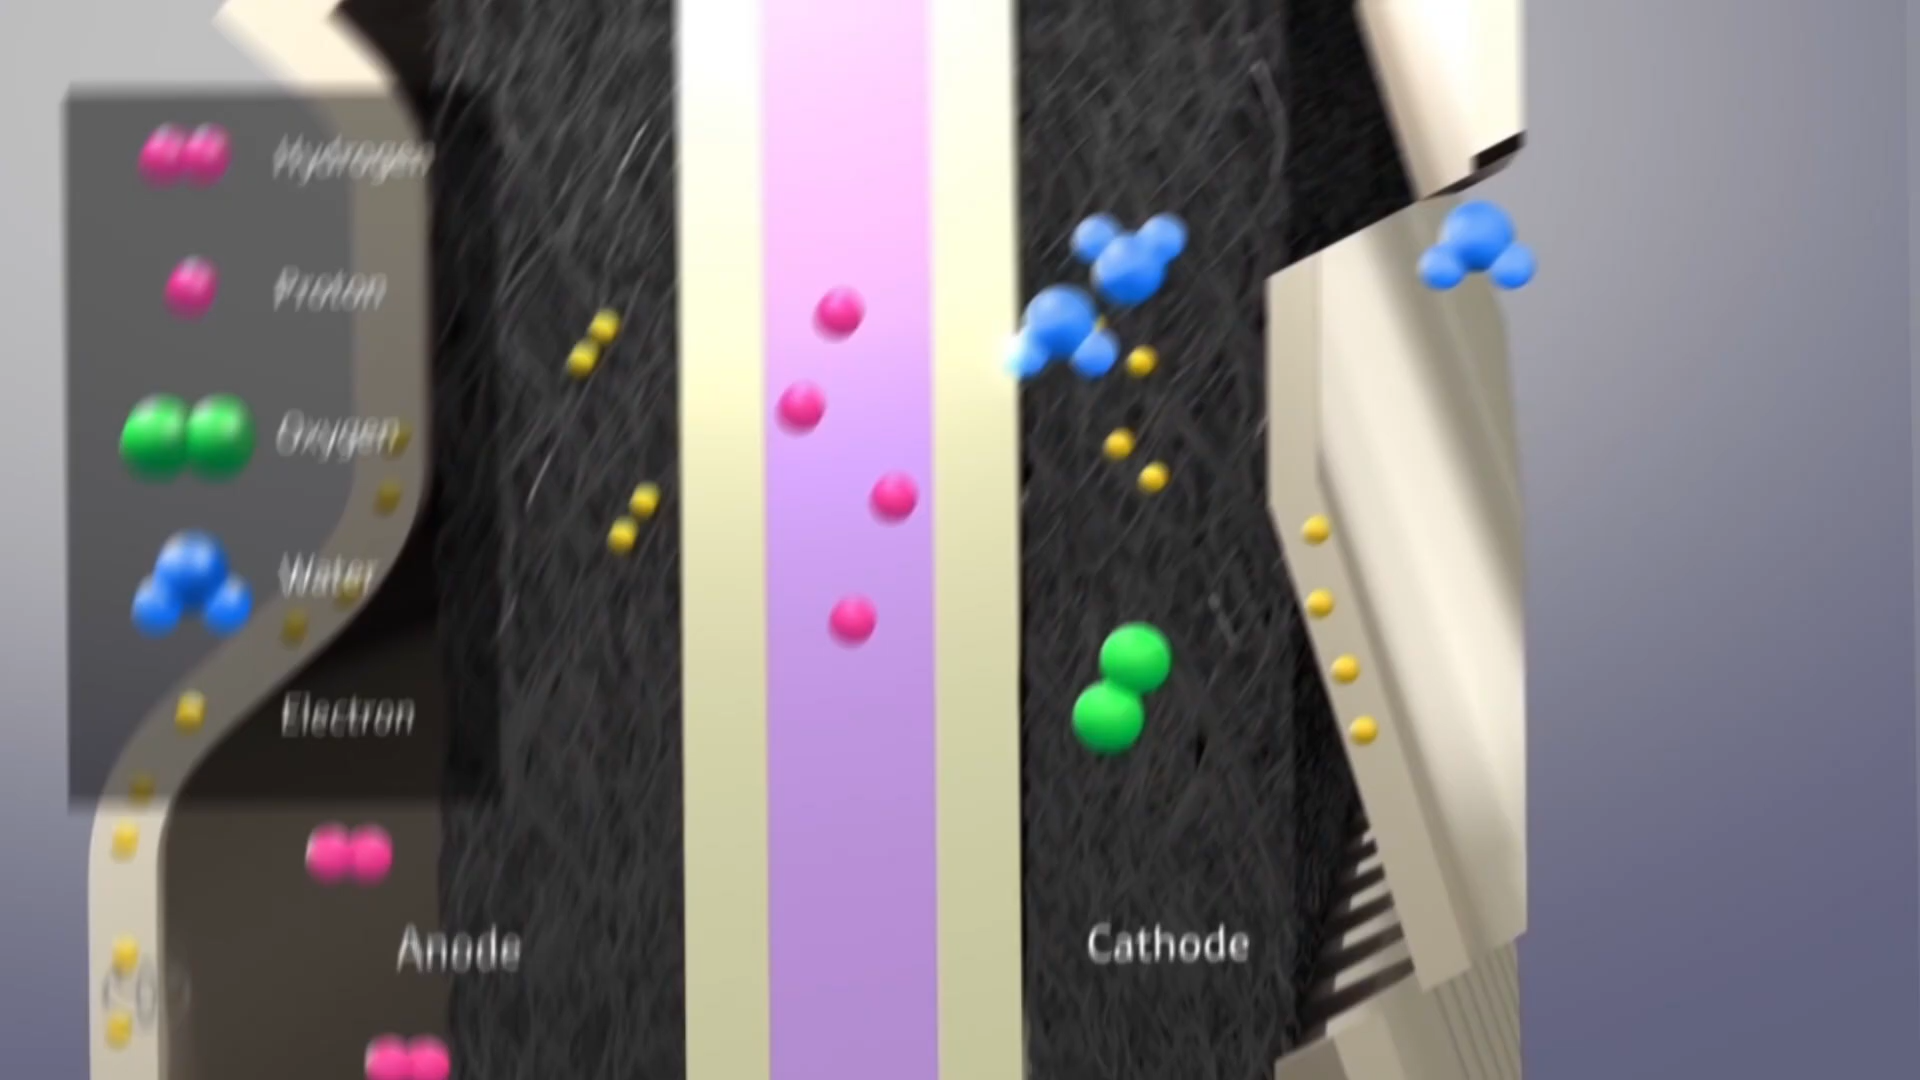 Hydrogen
Proton
Oxygen
Water
Electron
Anode
Cathode